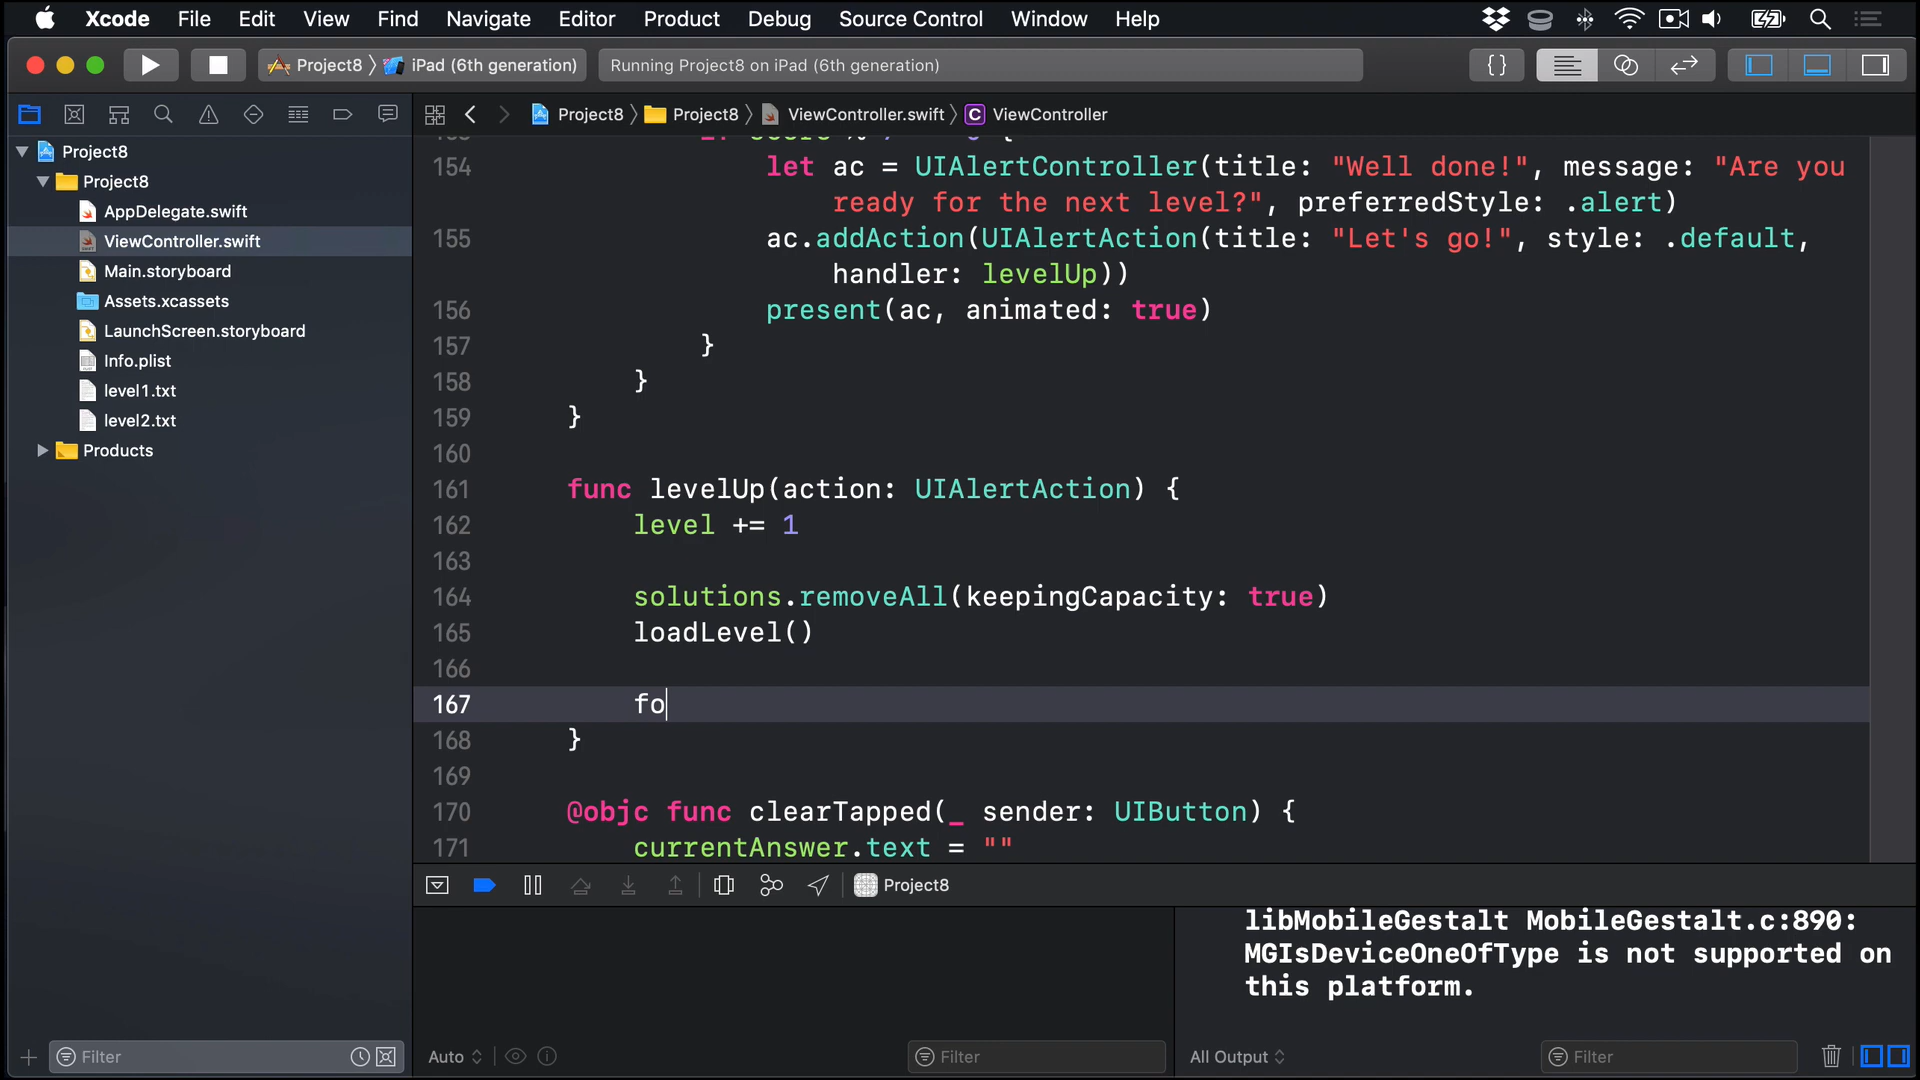 Xcode File Edit View Find Navigate Editor Product Debug Source Control Window Help
Project8 iPad (6th generation) Running Project8 on iPad (6th generation) {}
Project8 Project8 ViewController.swift C ViewController
Project8
Project8
AppDelegate.swift
ViewController.swift
Main.storyboard
Assets.xcassets
LaunchScreen.storyboard
Info.plist
level1.txt
level2.txt
Products
154 let ac = UIAlertController(title: "Well done!", message: "Are you
ready for the next level?", preferredStyle: .alert)
155 ac.addAction(UIAlertAction(title: "Let's go!", style: .default,
handler: levelUp))
156 present(ac, animated: true)
157 }
158 }
159 }
160
161 func levelUp(action: UIAlertAction) {
162 level += 1
163
164 solutions.removeAll(keepingCapacity: true)
165 loadLevel()
166
167 fo
168 }
169
170 @objc func clearTapped(_ sender: UIButton) {
171 currentAnswer.text = ""
Project8
libMobileGestalt MobileGestalt.c:890:
MGIsDeviceOneOfType is not supported on
this platform.
Filter Auto Filter All Output Filter